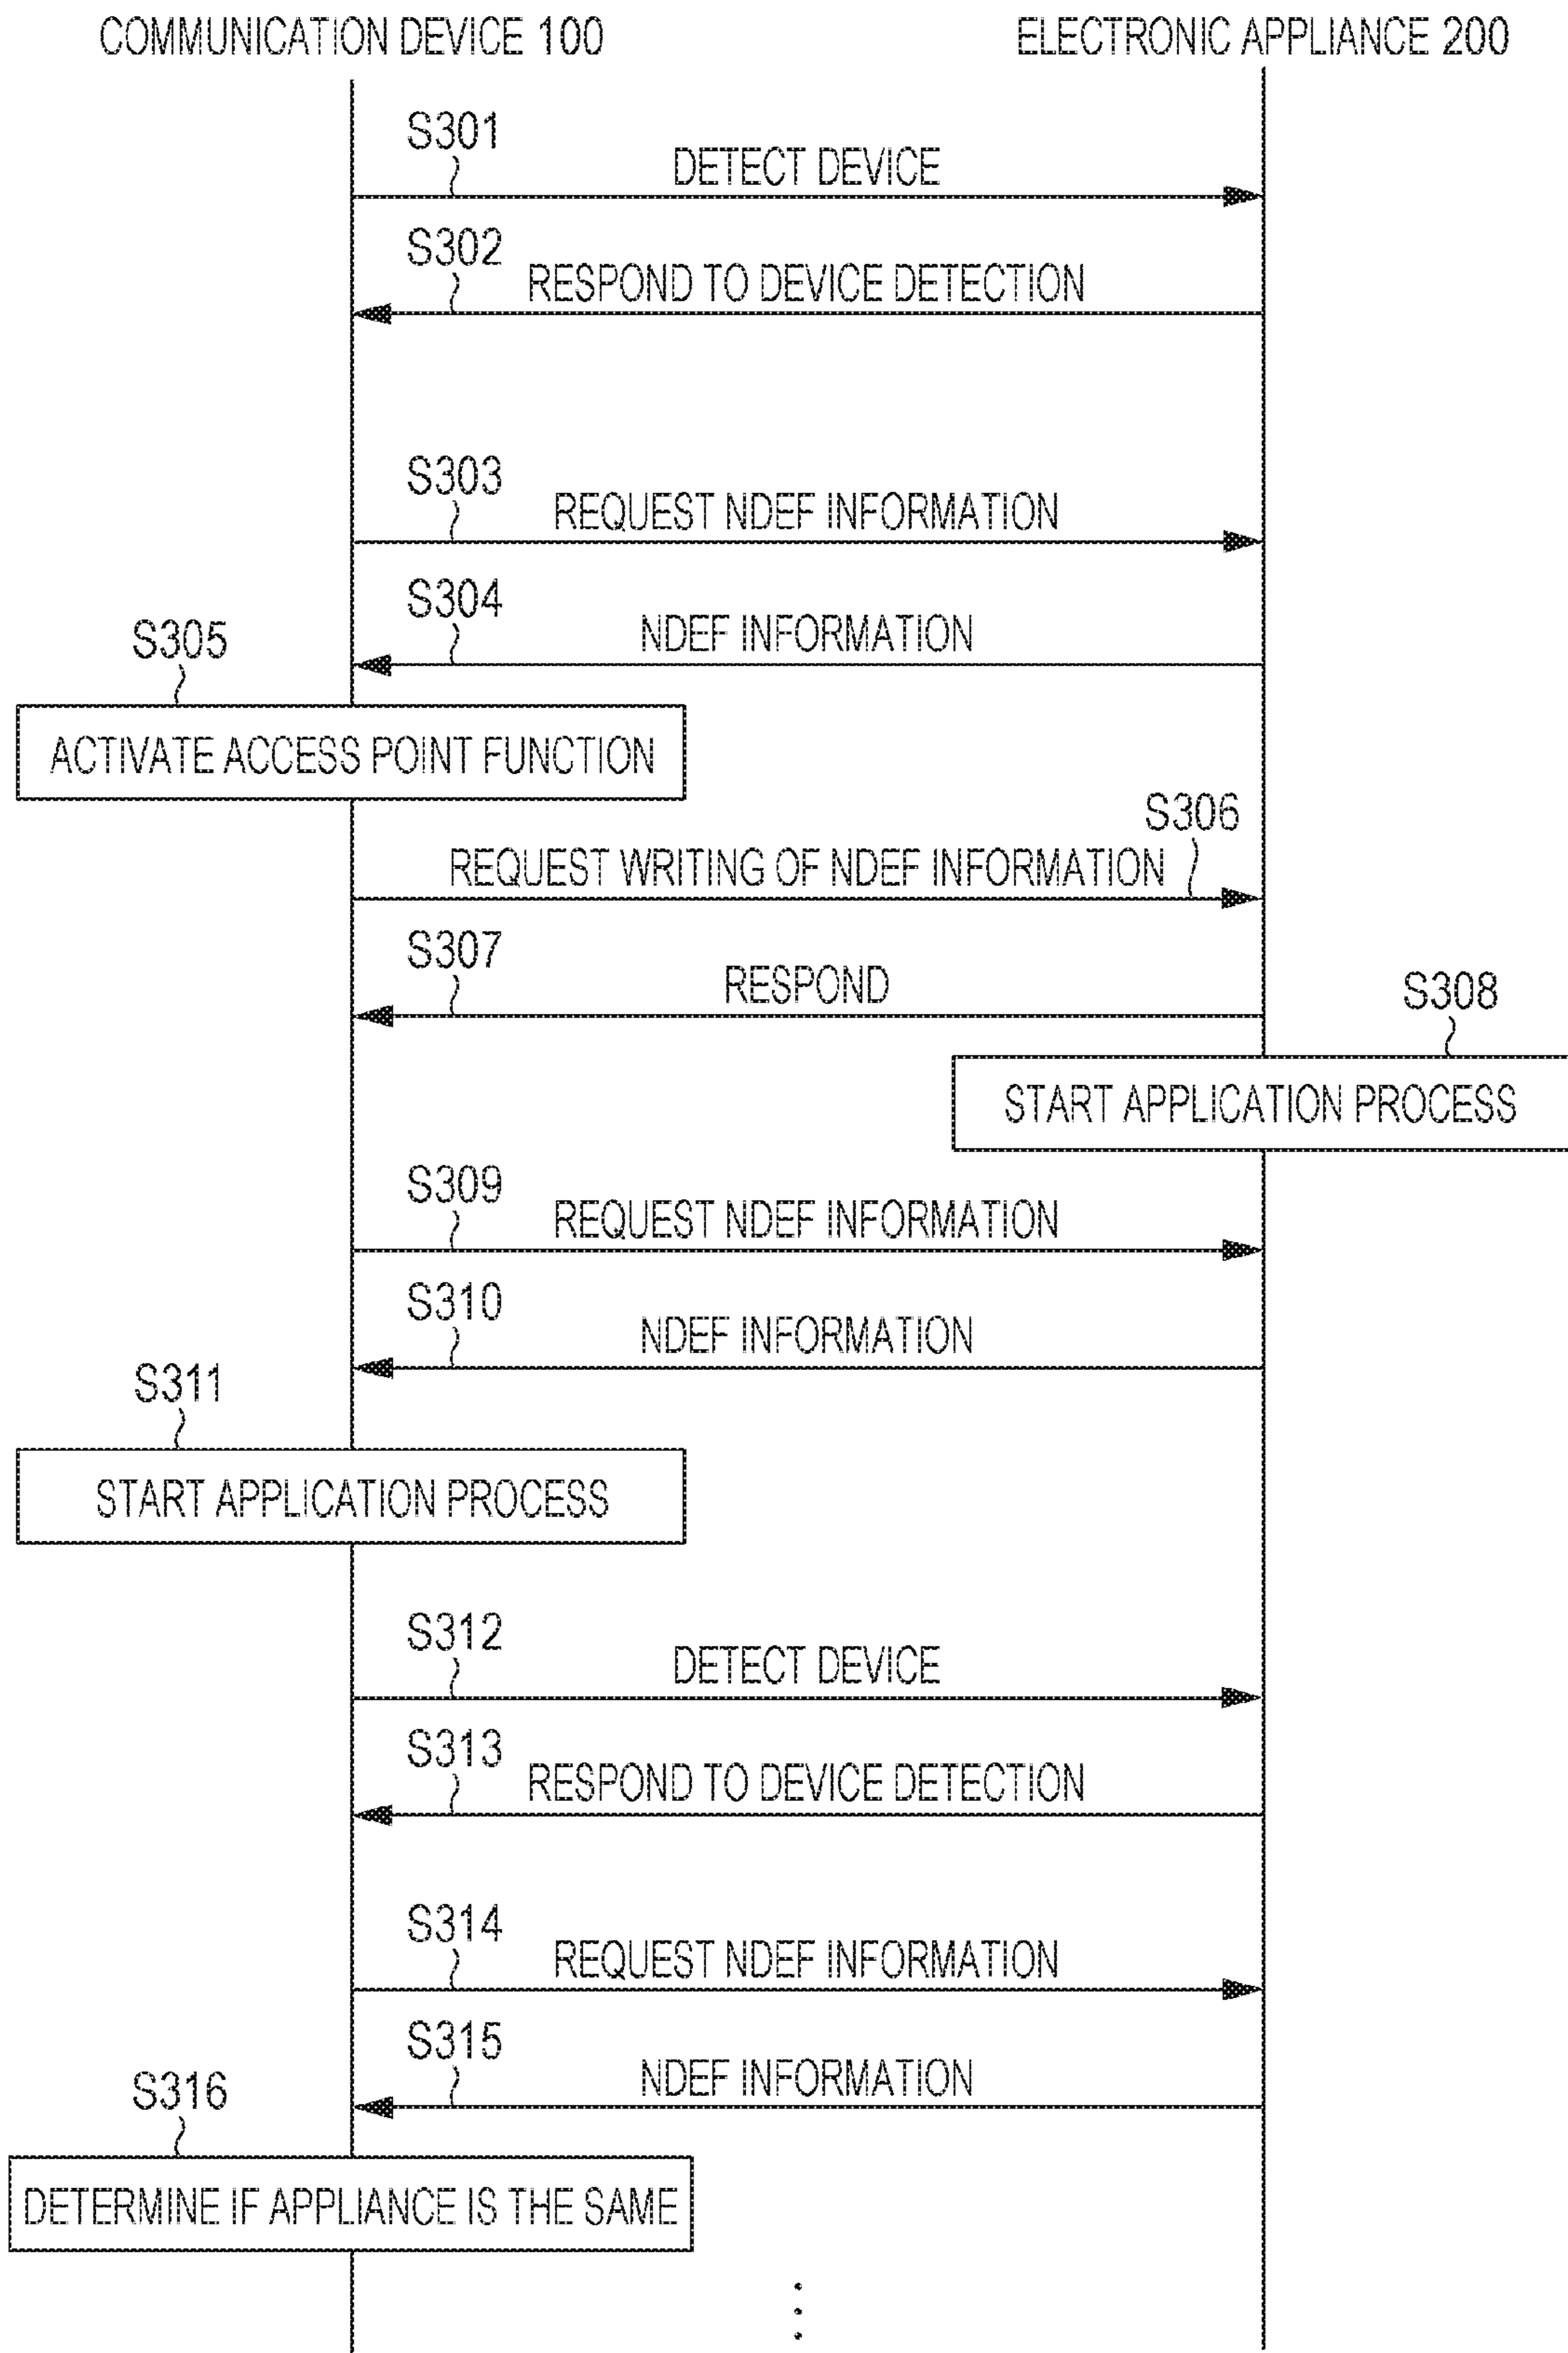 COMMUNICATION DEVICE 100
ELECTRONIC APPLIANCE 200
S301
DETECT DEVICE
S302
RESPOND TO DEVICE DETECTION
S303
REQUEST NDEF INFORMATION
S304
NDEF INFORMATION
S305
ACTIVATE ACCESS POINT FUNCTION
S306
REQUEST WRITING OF NDEF INFORMATION
S307
RESPOND
S308
START APPLICATION PROCESS
S309
REQUEST NDEF INFORMATION
S310
NDEF INFORMATION
S311
START APPLICATION PROCESS
S312
DETECT DEVICE
S313
RESPOND TO DEVICE DETECTION
S314
REQUEST NDEF INFORMATION
S315
NDEF INFORMATION
S316
DETERMINE IF APPLIANCE IS THE SAME